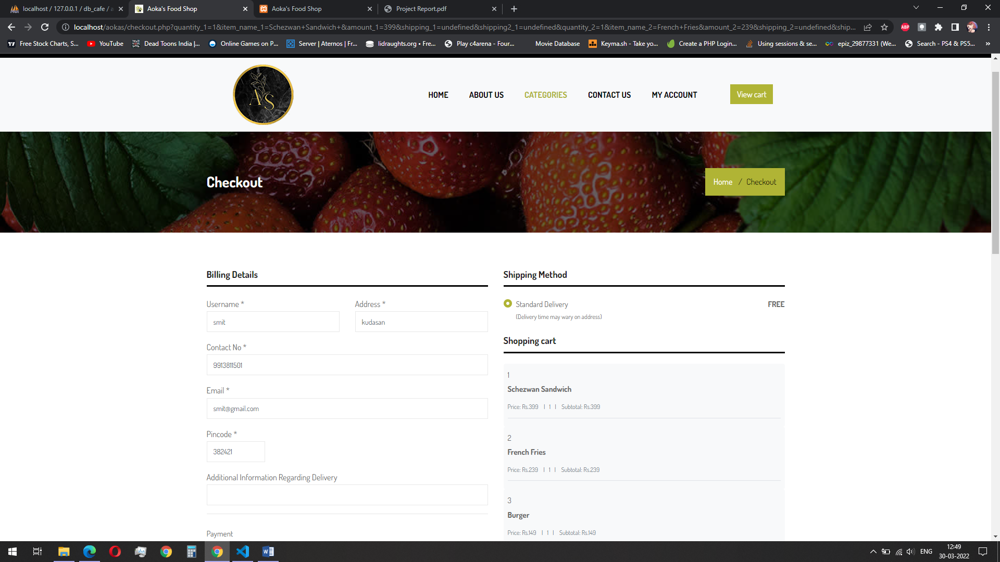 localhost / 127.0.0.1 / db_cafe / a
Aoka's Food Shop
Aoka's Food Shop
Project Report.pdf
localhost/aokas/checkout.php?quantity_1=1&item_name_1=Schezwan+Sandwich+&amount_1=399&shipping_1=undefined&shipping2_1=undefined&quantity_2=1&item_name_2=French+Fries&amount_2=239&shipping_2=undefined&ship...
ABP
Free Stock Charts, S...
YouTube
Dead Toons India |...
Online Games on P...
Server | Aternos | Fr...
lidraughts.org • Fre...
Play c4arena - Four...
Movie Database
Keyma.sh - Take yo...
Create a PHP Login...
Using sessions & se...
epiz_29877331 (We...
Search - PS4 & PS5...
»
AS
HOME
ABOUT US
CATEGORIES
CONTACT US
MY ACCOUNT
View cart
Checkout
Home / Checkout
Billing Details
Username *
Address *
smit
kudasan
Contact No *
9913811501
Email *
smit@gmail.com
Pincode *
382421
Additional Information Regarding Delivery
Payment
Shipping Method
Standard Delivery
FREE
(Delivery time may wary on address)
Shopping cart
1
Schezwan Sandwich
Price: Rs.399 | 1 | Subtotal: Rs.399
2
French Fries
Price: Rs.239 | 1 | Subtotal: Rs.239
3
Burger
Price: Rs.149 | 1 | Subtotal: Rs.149
ENG
12:49
30-03-2022